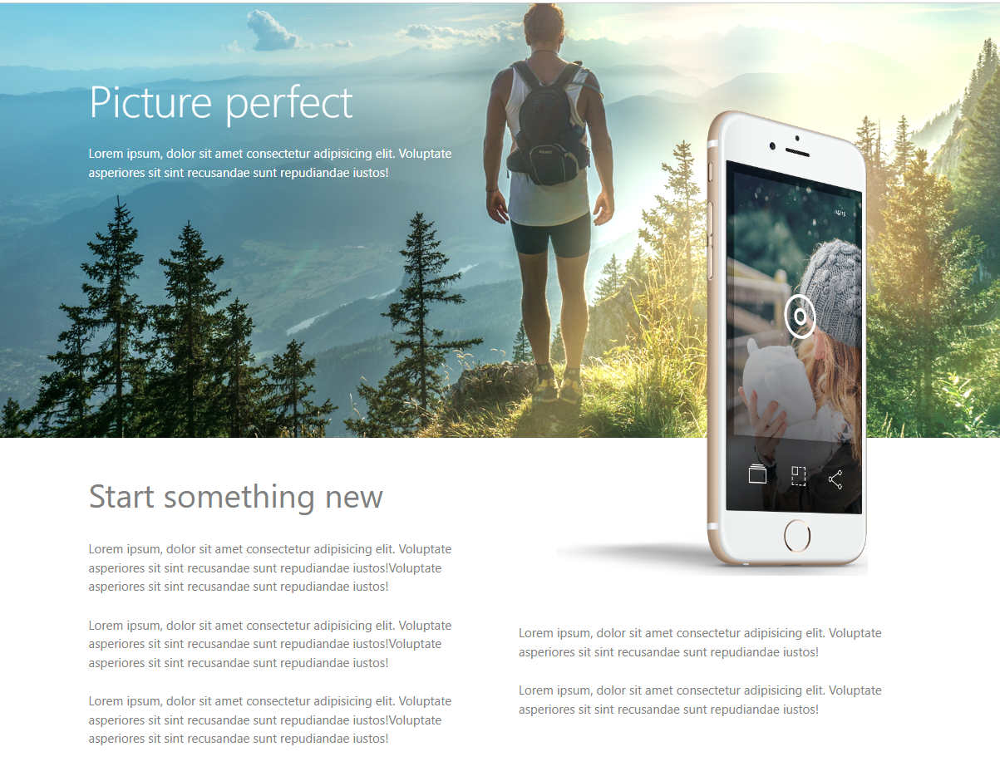 Picture perfect
Lorem ipsum, dolor sit amet consectetur adipisicing elit. Voluptate
asperiores sit sint recusandae sunt repudiandae iustos!
Start something new
Lorem ipsum, dolor sit amet consectetur adipisicing elit. Voluptate
asperiores sit sint recusandae sunt repudiandae iustos!Voluptate
asperiores sit sint recusandae sunt repudiandae iustos!
Lorem ipsum, dolor sit amet consectetur adipisicing elit. Voluptate
asperiores sit sint recusandae sunt repudiandae iustos!Voluptate
asperiores sit sint recusandae sunt repudiandae iustos!
Lorem ipsum, dolor sit amet consectetur adipisicing elit. Voluptate
asperiores sit sint recusandae sunt repudiandae iustos!Voluptate
asperiores sit sint recusandae sunt repudiandae iustos!
Lorem ipsum, dolor sit amet consectetur adipisicing elit. Voluptate
asperiores sit sint recusandae sunt repudiandae iustos!
Lorem ipsum, dolor sit amet consectetur adipisicing elit. Voluptate
asperiores sit sint recusandae sunt repudiandae iustos!